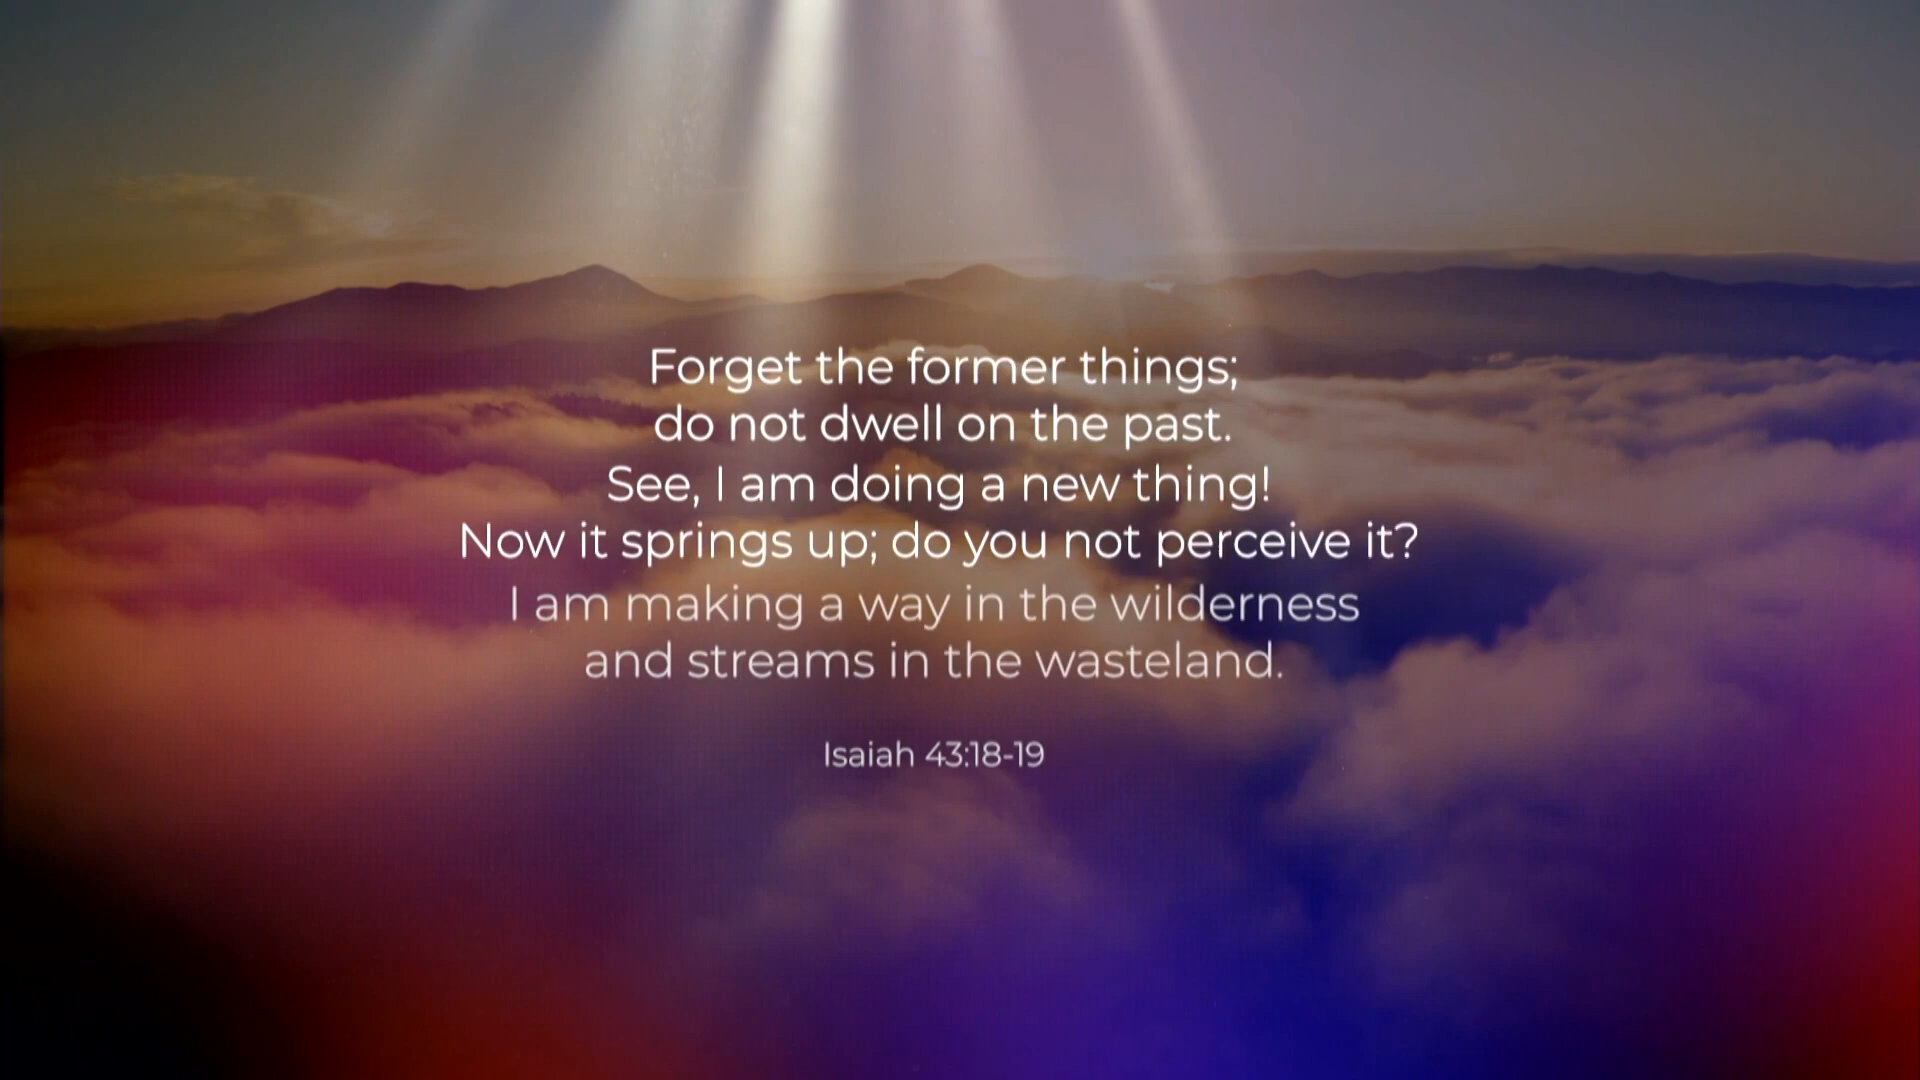 Forget the former things;
do not dwell on the past.
See, I am doing a new thing!
Now it springs up; do you not perceive it?
I am making a way in the wilderness
and streams in the wasteland.
Isaiah 43:18-19